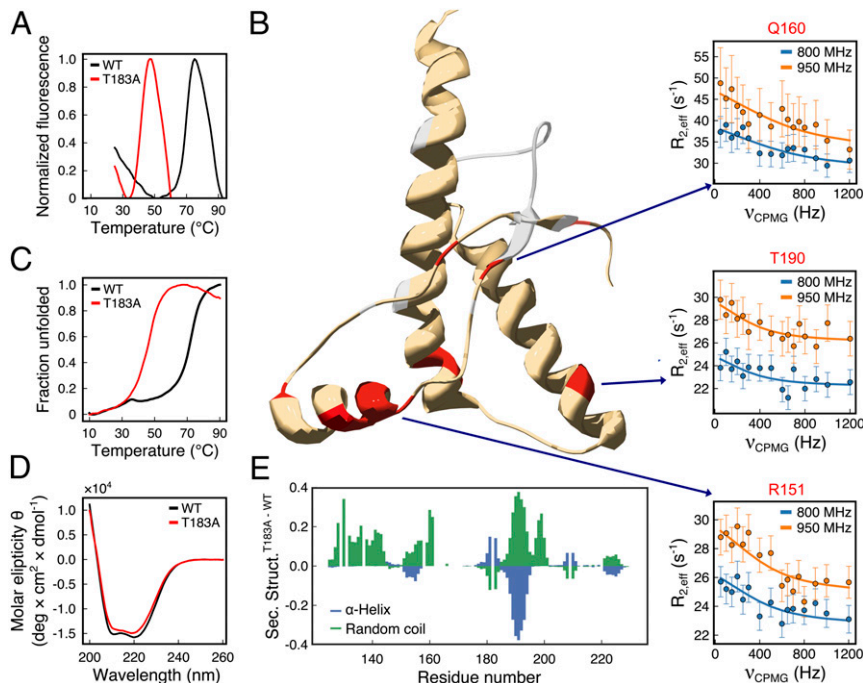 A
Normalized fluorescence
1.0
0.8
0.6
0.4
0.2
0
WT
T183A
10 30 50 70 90
Temperature (°C)
B
Q160
R2,eff (s-1)
55
50
45
40
35
30
800 MHz
950 MHz
0 400 800 1200
νCPMG (Hz)
C
Fraction unfolded
1.0
0.8
0.6
0.4
0.2
0.0
WT
T183A
10 30 50 70 90
Temperature (°C)
T190
R2,eff (s-1)
30
28
26
24
22
800 MHz
950 MHz
0 400 800 1200
νCPMG (Hz)
D
Molar elipticity θ
(deg × cm2 × dmol-1)
×10^4
1.0
0.5
0.0
-0.5
-1.0
-1.5
WT
T183A
200 220 240 260
Wavelength (nm)
E
Sec. Struct.T183A - WT
0.4
0.2
0.0
-0.2
-0.4
α-Helix
Random coil
140 160 180 200 220
Residue number
R151
R2,eff (s-1)
30
28
26
24
22
800 MHz
950 MHz
0 400 800 1200
νCPMG (Hz)